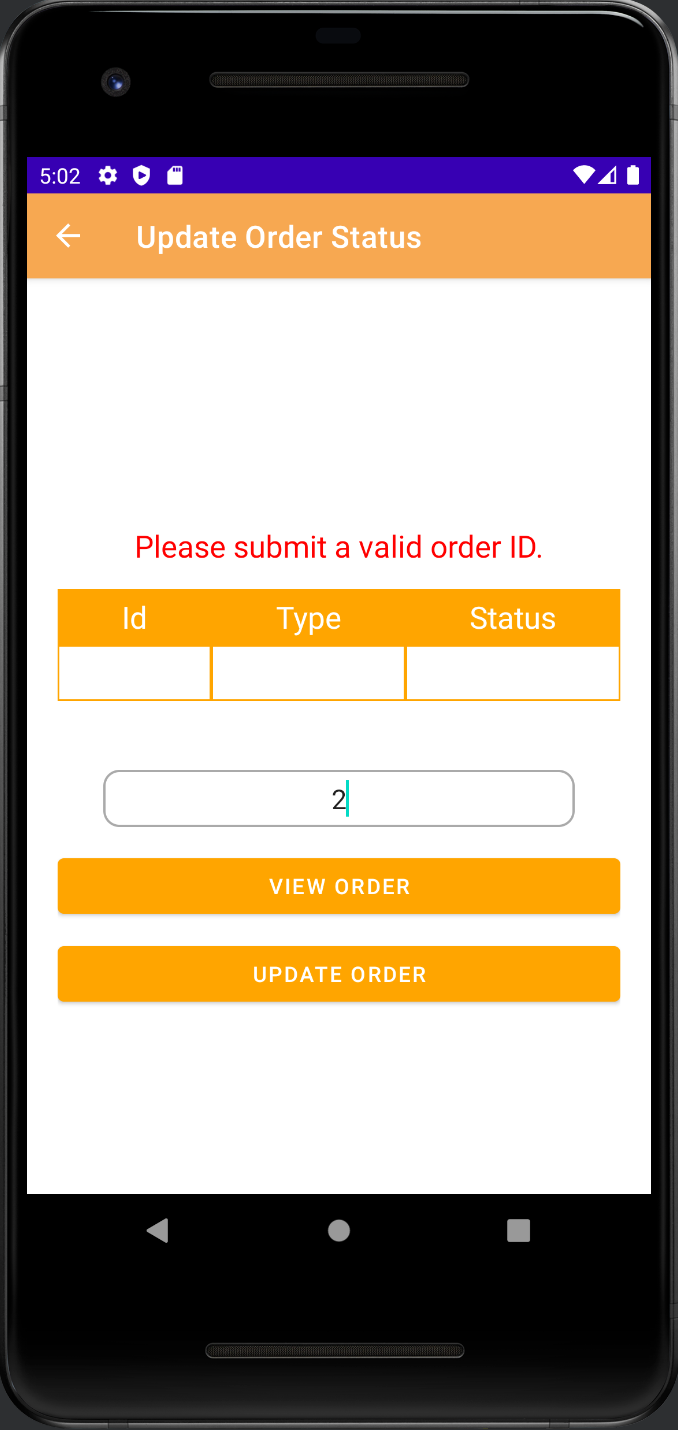 5:02
Update Order Status
Please submit a valid order ID.
Id Type Status
2
VIEW ORDER
UPDATE ORDER